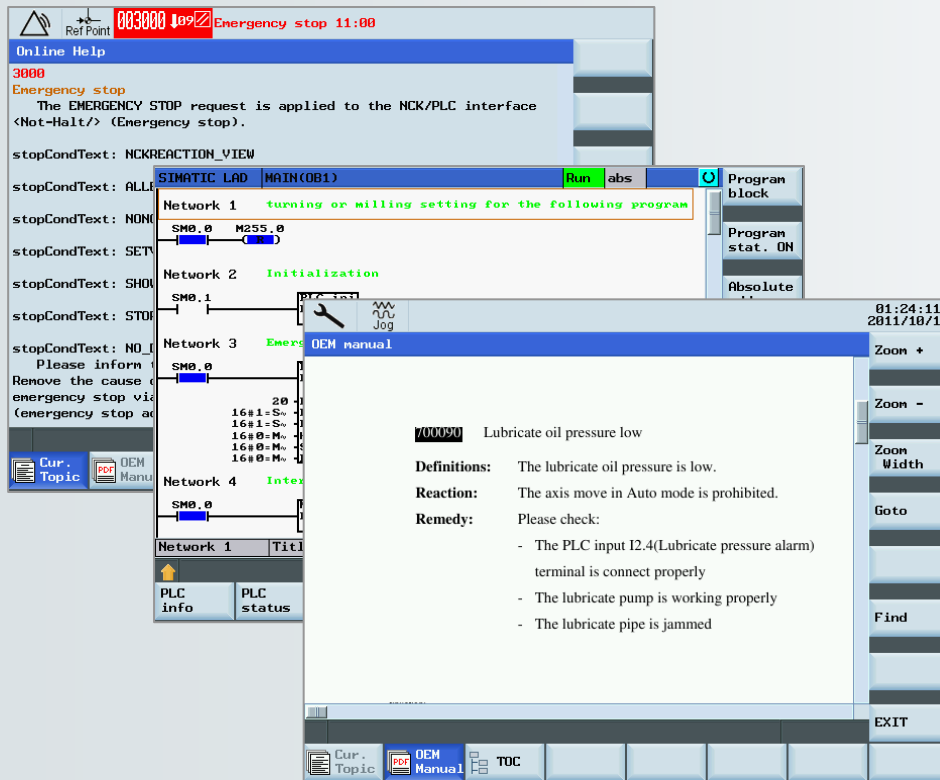 Ref Point
003000 ⬇09
Emergency stop 11:00
Online Help
3000
Emergency stop
The EMERGENCY STOP request is applied to the NCK/PLC interface
<Not-Halt/> (Emergency stop).
stopCondText: NCKREACTION_VIEW
stopCondText:
stopCondText:
stopCondText:
stopCondText:
stopCondText:
stopCondText:
Please inform
Remove the cause
emergency stop
(emergency stop
Cur.
Topic
OEM
SIMATIC LAD
MAIN(OB1)
Run
abs
Network 1 turning or milling setting for the following program
SM0.0 M255.0
Network 2 Initialization
SM0.1
Network 3
SM0.0
20
16#1=S~
16#1=S~
16#0=M~
16#0=M~
16#0=M~
Network 4
SM0.0
Network 1
PLC
info
PLC
status
Program
block
Program
stat. ON
Absolute
Jog
01:24:11
2011/10/1
OEM manual
700090 Lubricate oil pressure low
Definitions: The lubricate oil pressure is low.
Reaction: The axis move in Auto mode is prohibited.
Remedy: Please check:
- The PLC input I2.4(Lubricate pressure alarm)
terminal is connect properly
- The lubricate pump is working properly
- The lubricate pipe is jammed
Zoom +
Zoom -
Zoom
Width
Goto
Find
EXIT
Cur.
Topic
PDF
OEM
Manual
TOC